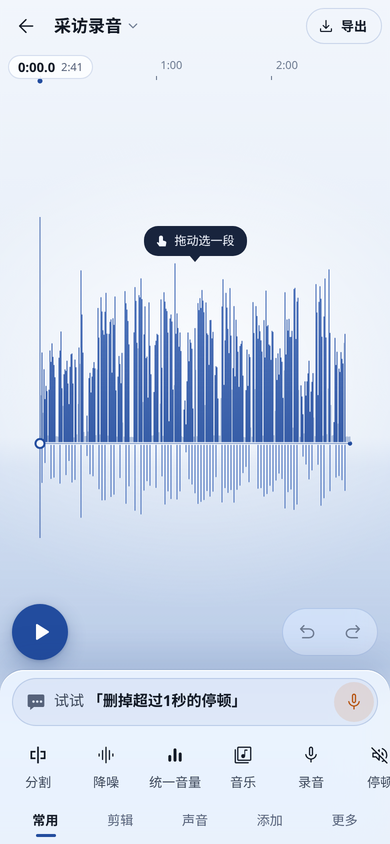 采访录音
导出
0:00.0 2:41
1:00
2:00
拖动选一段
试试「删掉超过1秒的停顿」
分割
降噪
统一音量
音乐
录音
停顿
常用
剪辑
声音
添加
更多